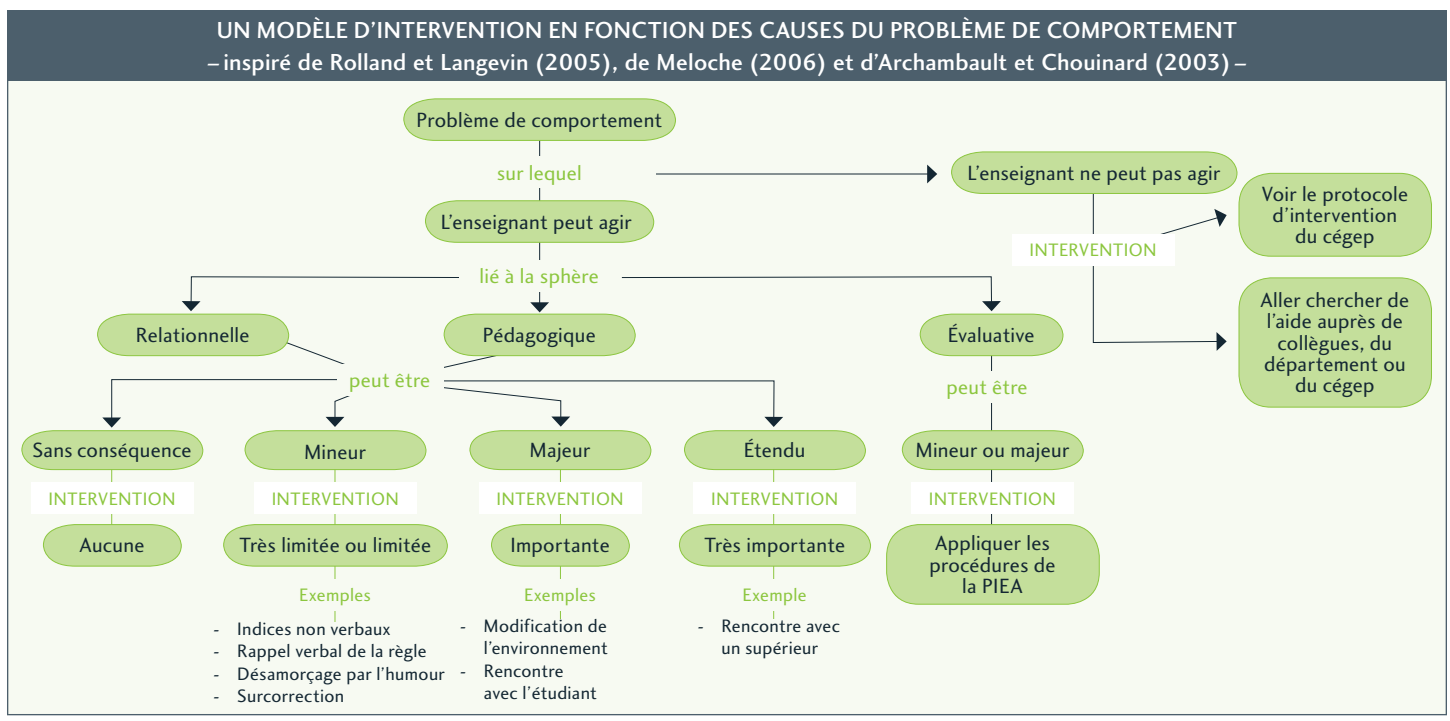 UN MODÈLE D'INTERVENTION EN FONCTION DES CAUSES DU PROBLÈME DE COMPORTEMENT
– inspiré de Rolland et Langevin (2005), de Meloche (2006) et d'Archambault et Chouinard (2003) –
Problème de comportement
sur lequel
L'enseignant ne peut pas agir
Voir le protocole
d'intervention
du cégep
L'enseignant peut agir
INTERVENTION
lié à la sphère
Aller chercher de
l'aide auprès de
collègues, du
département ou
du cégep
Relationnelle
Pédagogique
Évaluative
peut être
peut être
Sans conséquence
Mineur
Majeur
Étendu
Mineur ou majeur
INTERVENTION
INTERVENTION
INTERVENTION
INTERVENTION
INTERVENTION
Aucune
Très limitée ou limitée
Importante
Très importante
Appliquer les
procédures de
la PIEA
Exemples
Exemples
Exemple
- Indices non verbaux
- Rappel verbal de la règle
- Désamorçage par l'humour
- Surcorrection
- Modification de
l'environnement
- Rencontre
avec l'étudiant
- Rencontre avec
un supérieur